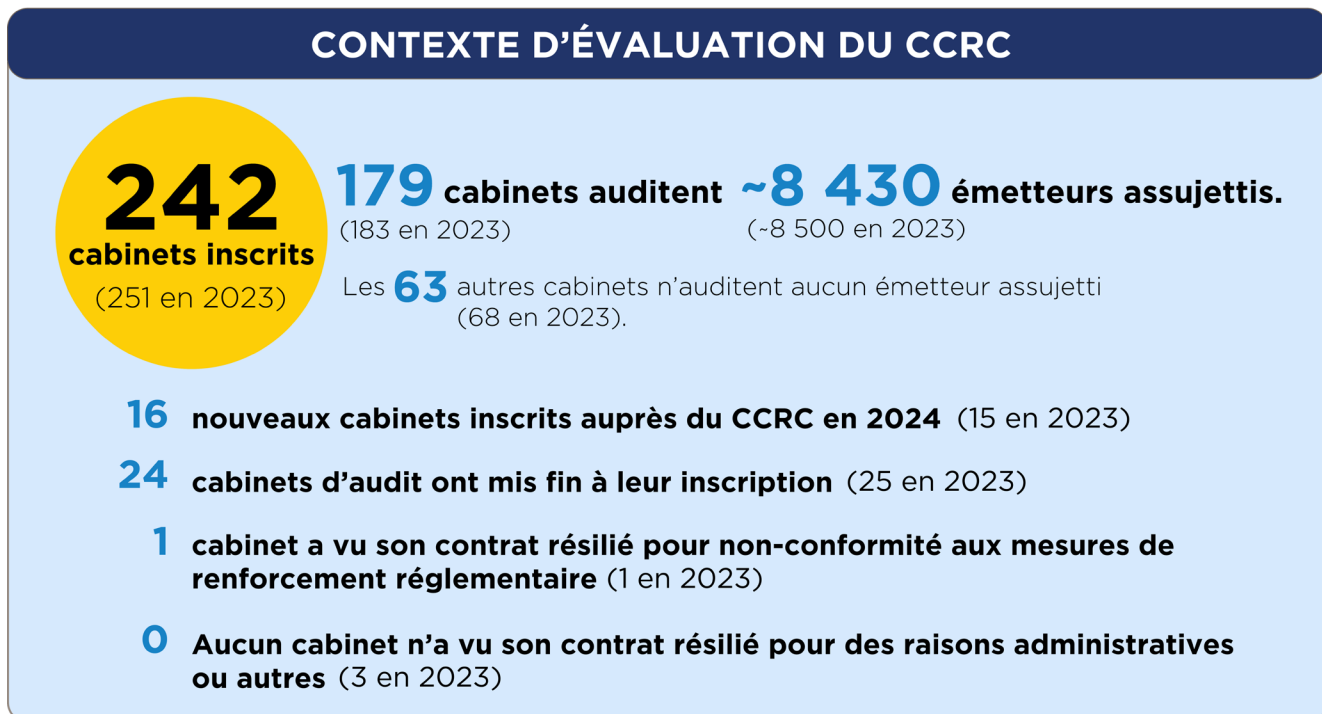 CONTEXTE D’ÉVALUATION DU CCRC
242
cabinets inscrits
(251 en 2023)
179 cabinets auditent ~8 430 émetteurs assujettis.
(183 en 2023) (~8 500 en 2023)
Les 63 autres cabinets n’auditent aucun émetteur assujetti
(68 en 2023).
16 nouveaux cabinets inscrits auprès du CCRC en 2024 (15 en 2023)
24 cabinets d’audit ont mis fin à leur inscription (25 en 2023)
1 cabinet a vu son contrat résilié pour non-conformité aux mesures de
renforcement réglementaire (1 en 2023)
0 Aucun cabinet n’a vu son contrat résilié pour des raisons administratives
ou autres (3 en 2023)